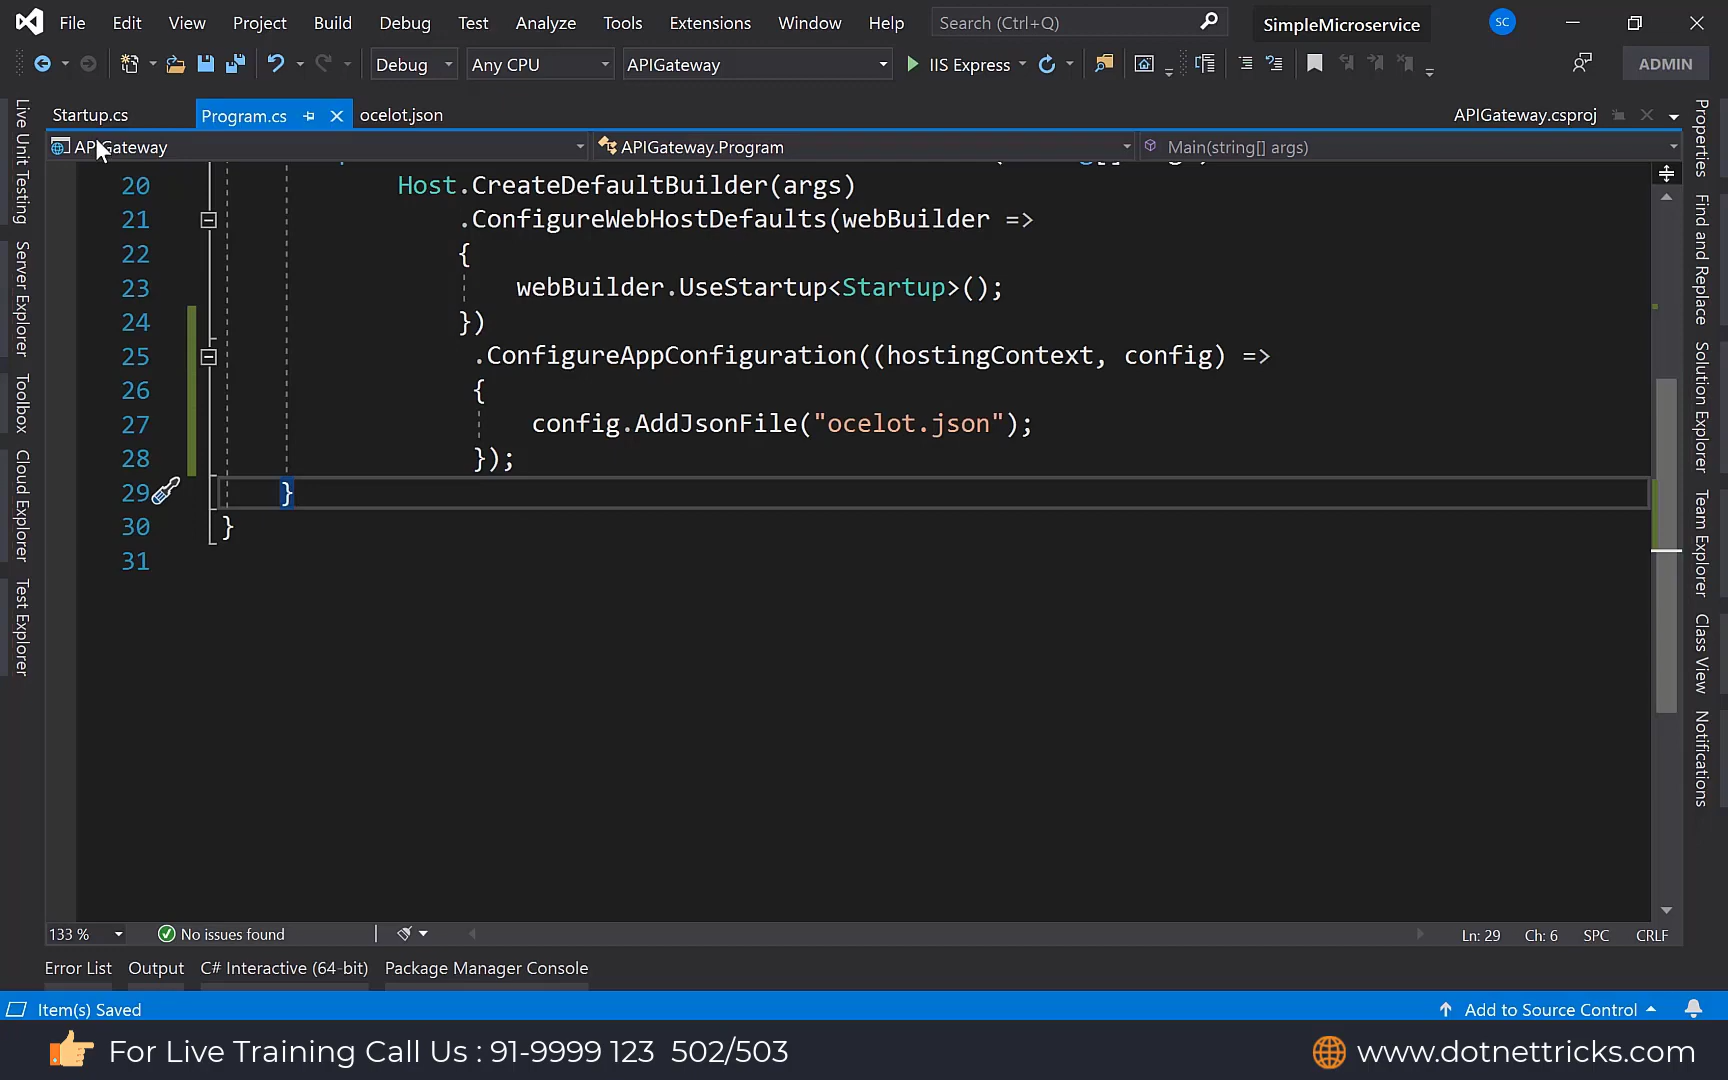 File Edit View Project Build Debug Test Analyze Tools Extensions Window Help Search (Ctrl+Q) SimpleMicroservice SC
Debug Any CPU APIGateway IIS Express ADMIN
Startup.cs Program.cs ocelot.json APIGateway.csproj
APIGateway APIGateway.Program Main(string[] args)
20 Host.CreateDefaultBuilder(args)
21 .ConfigureWebHostDefaults(webBuilder =>
22 {
23 webBuilder.UseStartup<Startup>();
24 })
25 .ConfigureAppConfiguration((hostingContext, config) =>
26 {
27 config.AddJsonFile("ocelot.json");
28 });
29 }
30 }
31
Live Unit Testing
Server Explorer
Toolbox
Cloud Explorer
Test Explorer
Properties
Find and Replace
Solution Explorer
Team Explorer
Class View
Notifications
133 % No issues found Ln: 29 Ch: 6 SPC CRLF
Error List Output C# Interactive (64-bit) Package Manager Console
Item(s) Saved Add to Source Control
For Live Training Call Us : 91-9999 123 502/503 www.dotnettricks.com